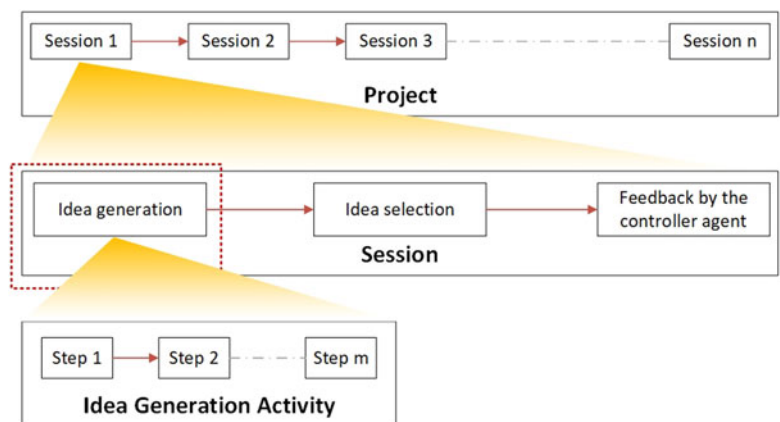 Session 1
Session 2
Session 3
Session n
Project
Idea generation
Idea selection
Feedback by the
controller agent
Session
Step 1
Step 2
Step m
Idea Generation Activity